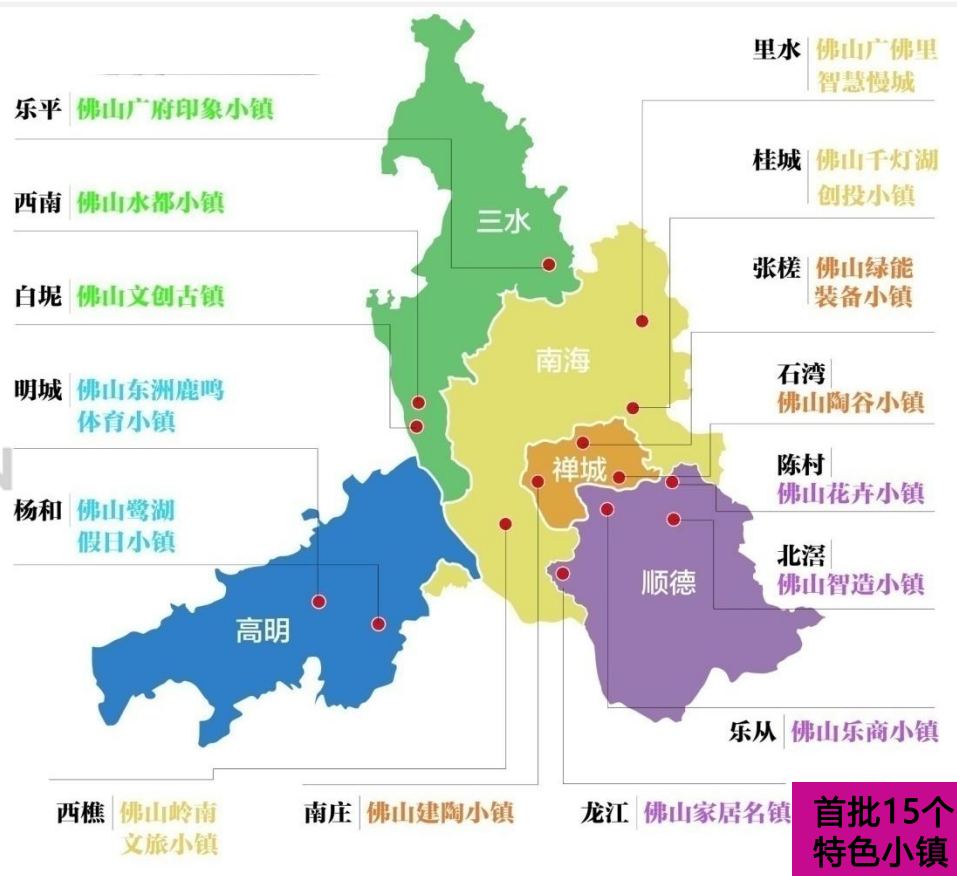 乐平 佛山广府印象小镇
西南 佛山水都小镇
白坭 佛山文创古镇
明城 佛山东洲鹿鸣
体育小镇
杨和 佛山鹭湖
假日小镇
里水 佛山广佛里
智慧慢城
桂城 佛山千灯湖
创投小镇
张槎 佛山绿能
装备小镇
石湾
佛山陶谷小镇
陈村
佛山花卉小镇
北滘
佛山智造小镇
乐从 佛山乐商小镇
三水
南海
禅城
顺德
高明
西樵 佛山岭南
文旅小镇
南庄 佛山建陶小镇
龙江 佛山家居名镇
首批15个
特色小镇